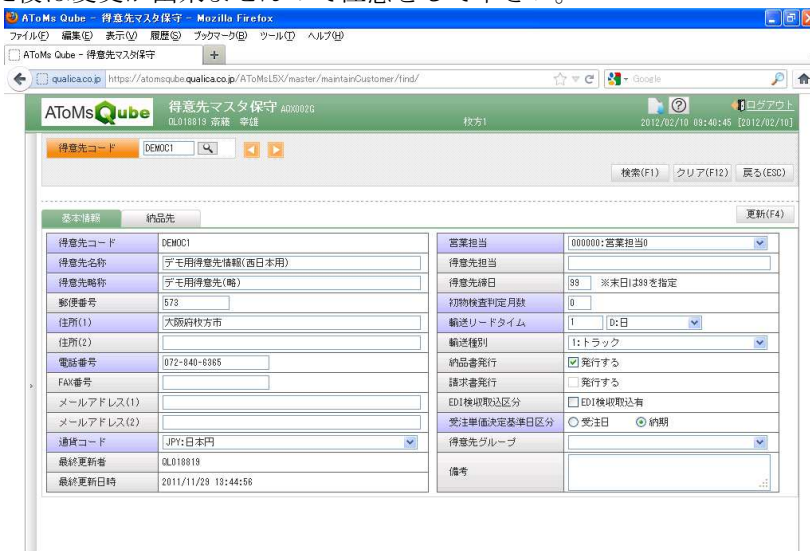 AToMs Qube - 得意先マスタ保守 - Mozilla Firefox
ファイル(F) 編集(E) 表示(V) 履歴(S) ブックマーク(B) ツール(T) ヘルプ(H)
AToMs Qube - 得意先マスタ保守 +
qualica.co.jp https://atomsqube.qualica.co.jp/AToMsL5X/master/maintainCustomer/find/ Google
AToMs Qube 得意先マスタ保守 AOX002G ログアウト
QL018819 斎藤 幸雄 枚方1 2012/02/10 09:40:45 [2012/02/10]
得意先コード DEMOC1
検索(F1) クリア(F12) 戻る(ESC)
基本情報 納品先 更新(F4)
得意先コード DEMOC1 営業担当 000000:営業担当0
得意先名称 デモ用得意先情報(西日本用) 得意先担当
得意先略称 デモ用得意先(略) 得意先締日 99 ※末日は99を指定
郵便番号 573 初物検査判定月数 0
住所(1) 大阪府枚方市 輸送リードタイム 1 D:日
住所(2) 輸送種別 1:トラック
電話番号 072-840-6365 納品書発行 発行する
FAX番号 請求書発行 発行する
メールアドレス(1) EDI検収取込区分 EDI検収取込有
メールアドレス(2) 受注単価決定基準日区分 受注日 納期
通貨コード JPY:日本円 得意先グループ
最終更新者 QL018819 備考
最終更新日時 2011/11/29 13:44:56